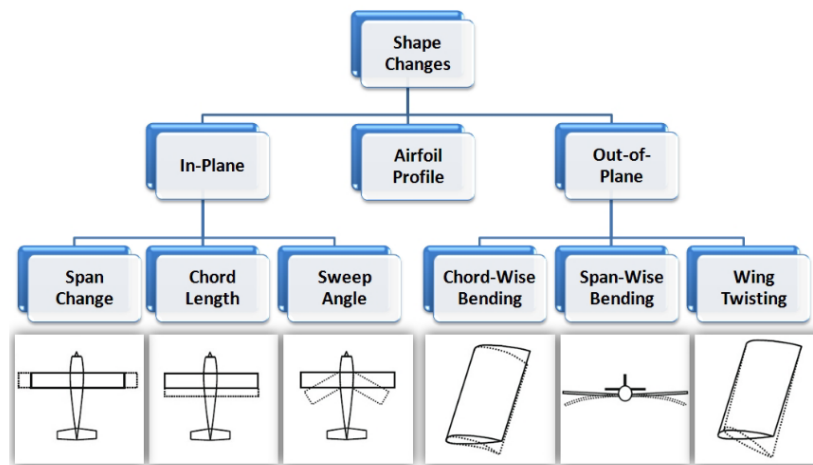 Shape
Changes
In-Plane
Airfoil
Profile
Out-of-
Plane
Span
Change
Chord
Length
Sweep
Angle
Chord-Wise
Bending
Span-Wise
Bending
Wing
Twisting